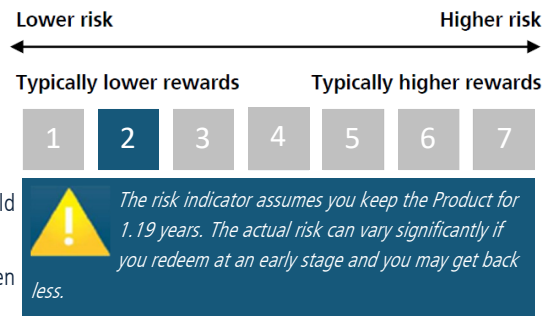 Lower risk Higher risk
Typically lower rewards Typically higher rewards
1 2 3 4 5 6 7
ld
The risk indicator assumes you keep the Product for
1.19 years. The actual risk can vary significantly if
you redeem at an early stage and you may get back
en
less.